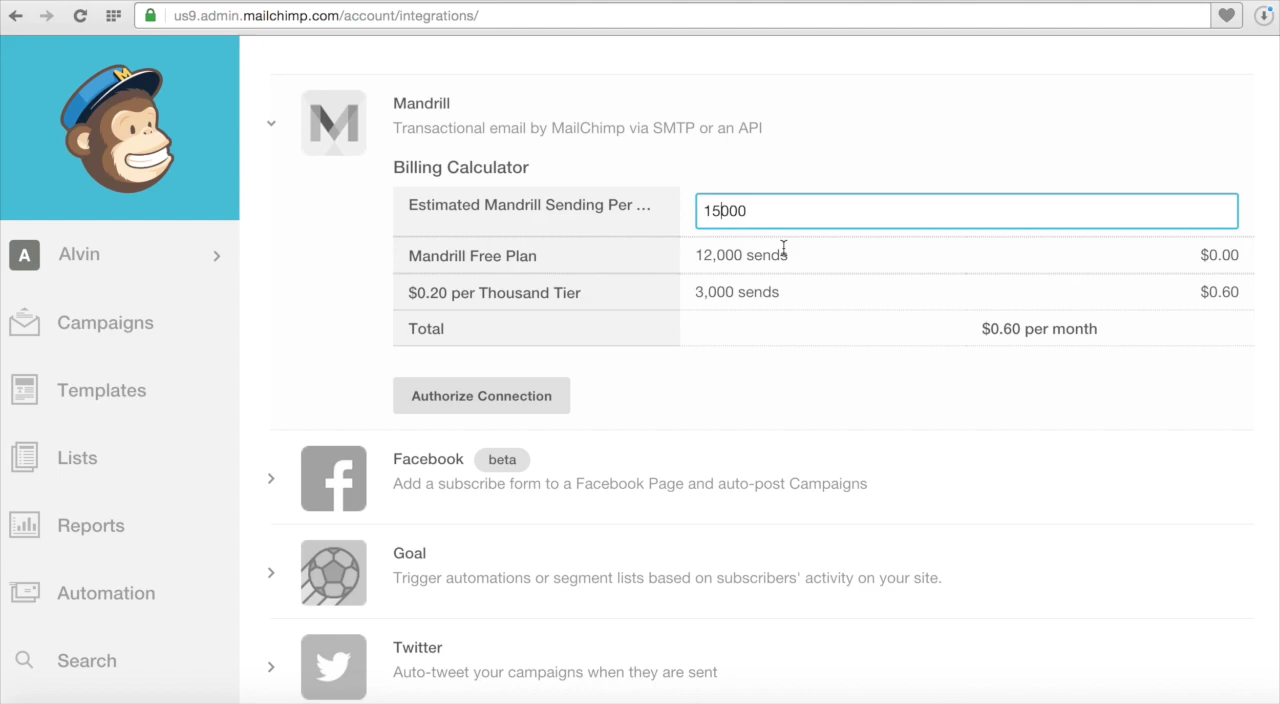 us9.admin.mailchimp.com/account/integrations/
Mandrill
Transactional email by MailChimp via SMTP or an API
Billing Calculator
Estimated Mandrill Sending Per ...
15000
Mandrill Free Plan
12,000 sends
$0.00
$0.20 per Thousand Tier
3,000 sends
$0.60
Total
$0.60 per month
Authorize Connection
A
Alvin
Campaigns
Templates
Lists
Reports
Automation
Search
Facebook
beta
Add a subscribe form to a Facebook Page and auto-post Campaigns
Goal
Trigger automations or segment lists based on subscribers' activity on your site.
Twitter
Auto-tweet your campaigns when they are sent